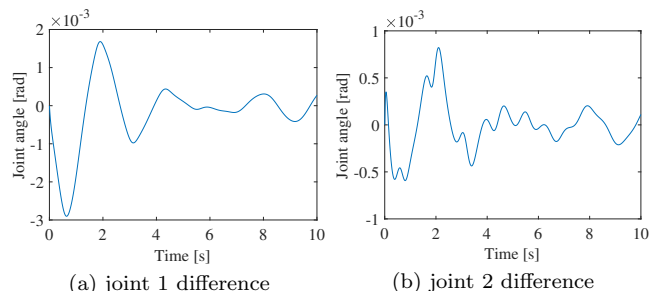 ×10⁻³
2
1
0
-1
-2
-3
Joint angle [rad]
0 2 4 6 8 10
Time [s]
(a) joint 1 difference
×10⁻³
1
0.5
0
-0.5
-1
Joint angle [rad]
0 2 4 6 8 10
Time [s]
(b) joint 2 difference